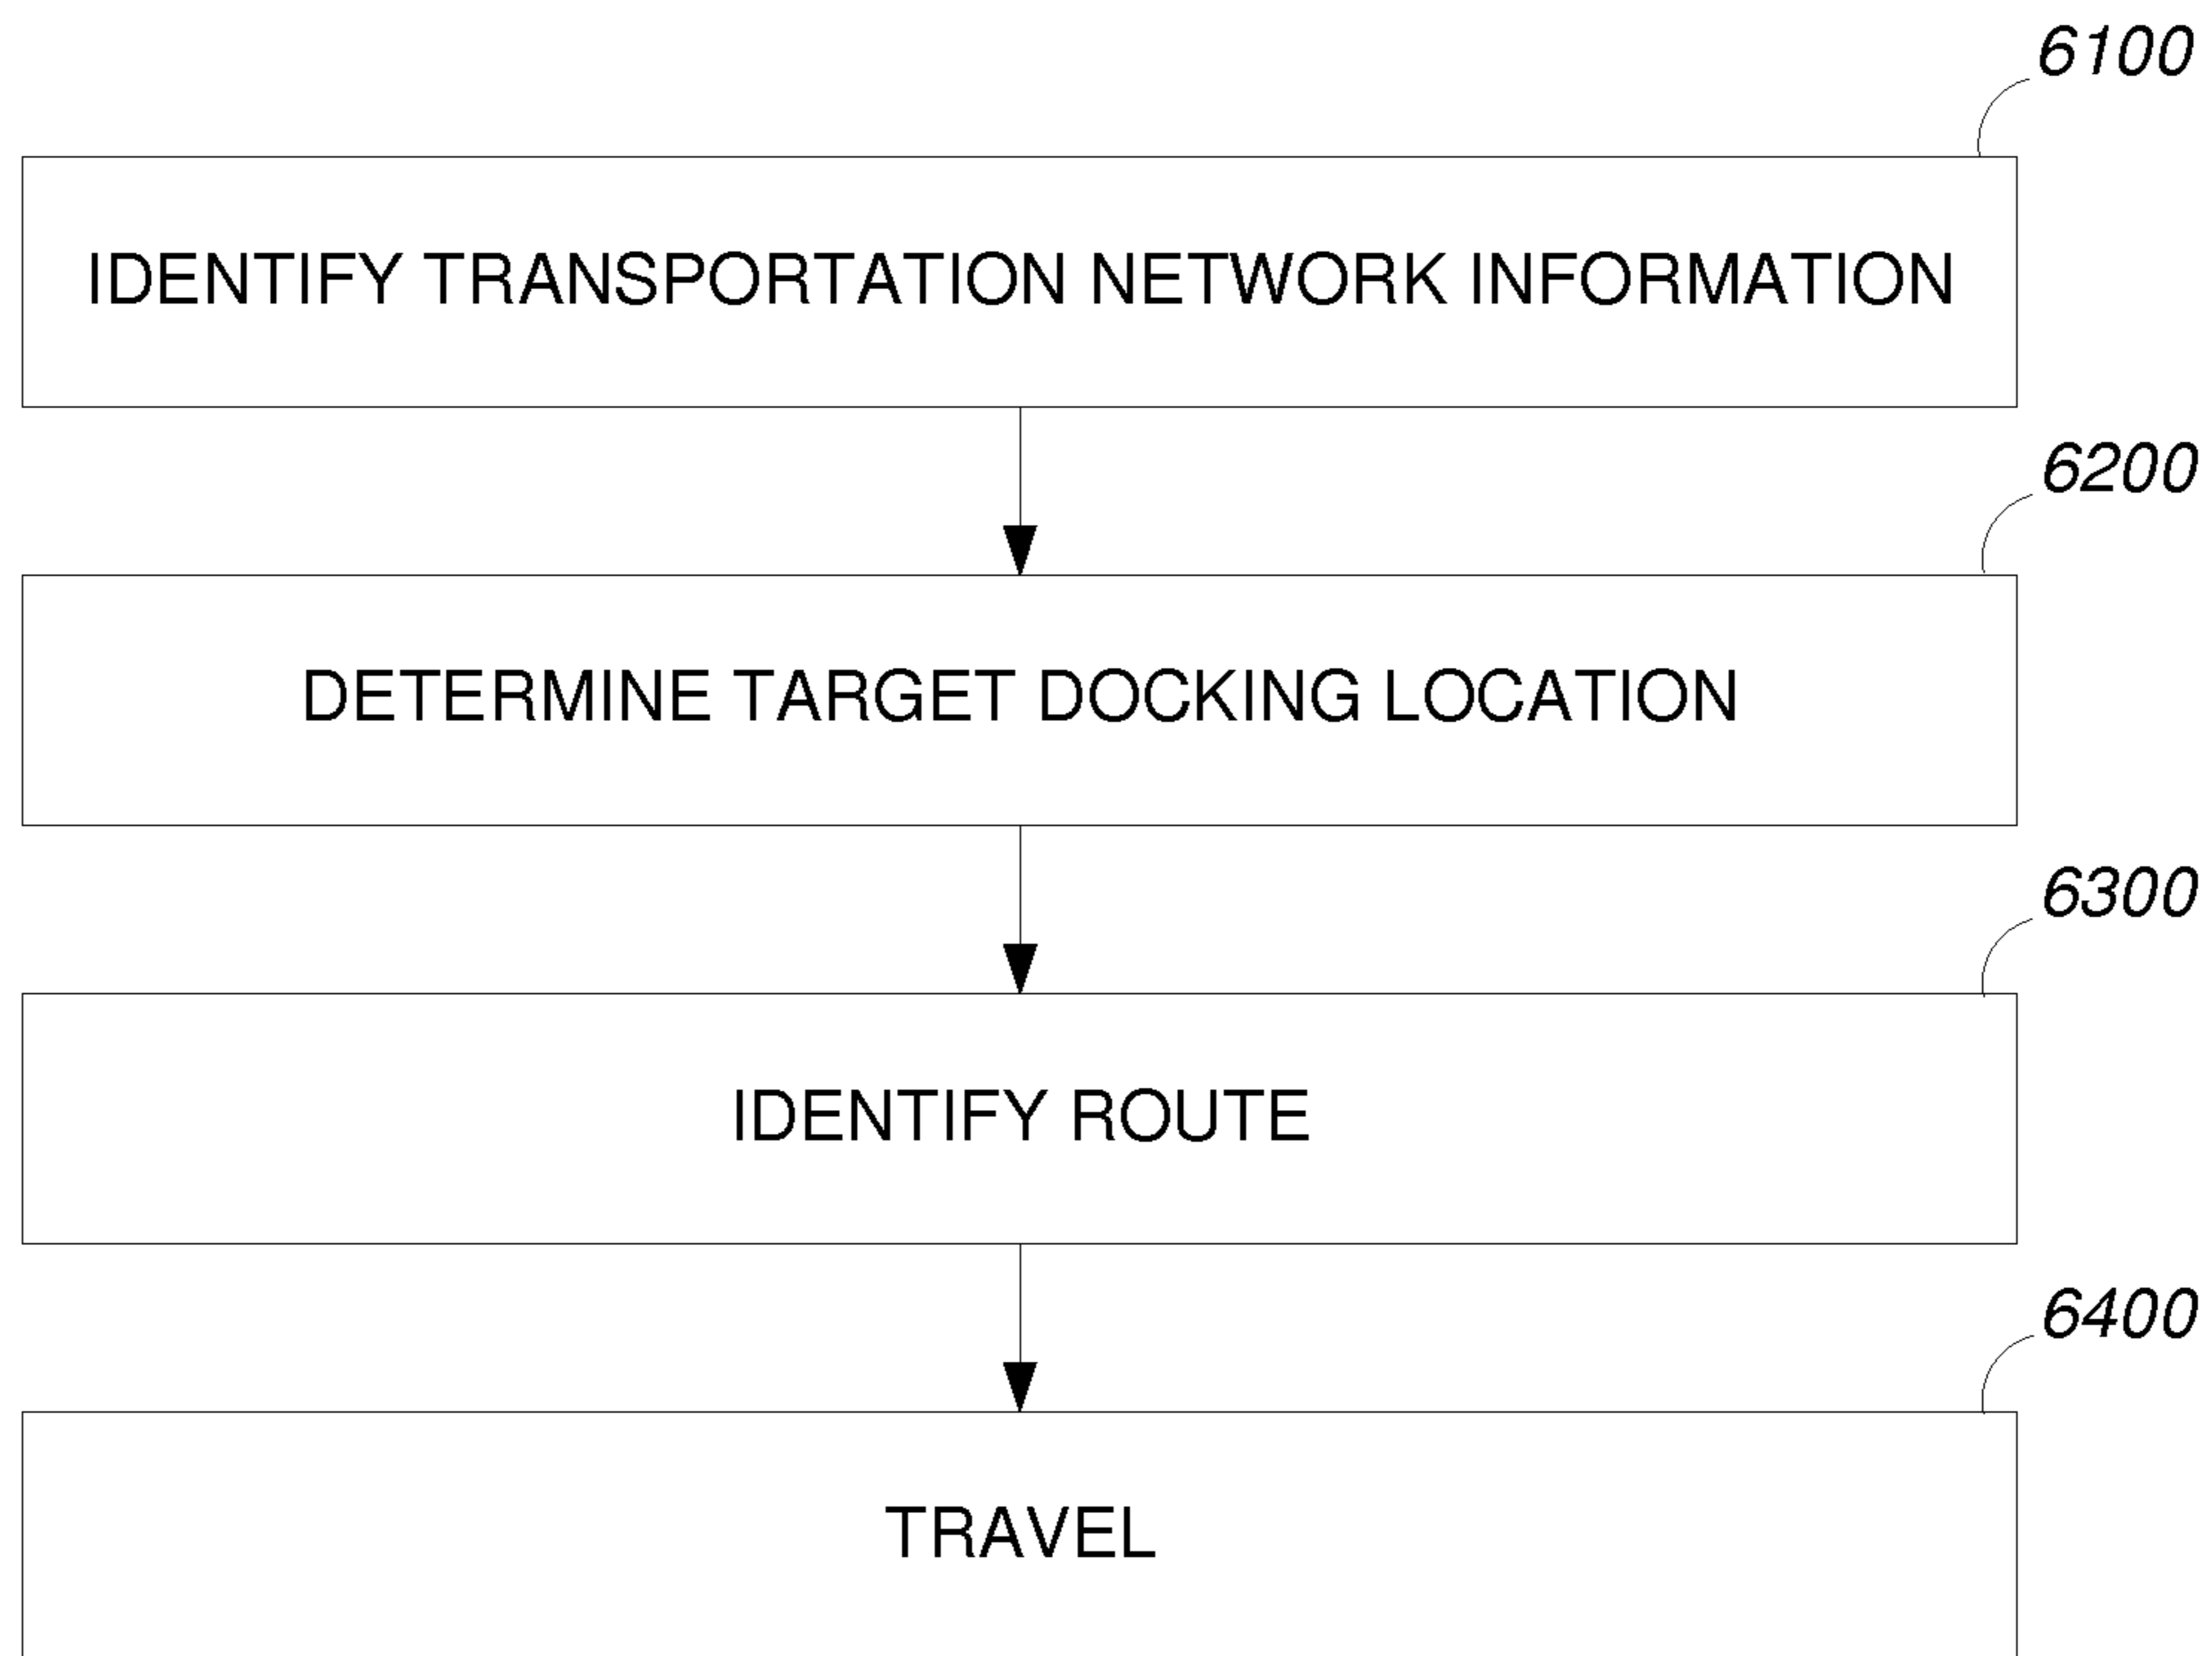 6100
IDENTIFY TRANSPORTATION NETWORK INFORMATION
6200
DETERMINE TARGET DOCKING LOCATION
6300
IDENTIFY ROUTE
6400
TRAVEL